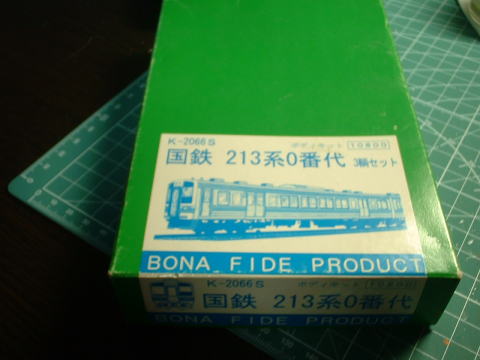 K-2066S ボディキット 10800
国鉄 213系0番代 3輌セット
BONA FIDE PRODUCT
K-2066S ボディキット 10800
国鉄 213系0番代
BONA FIDE PRODUCT